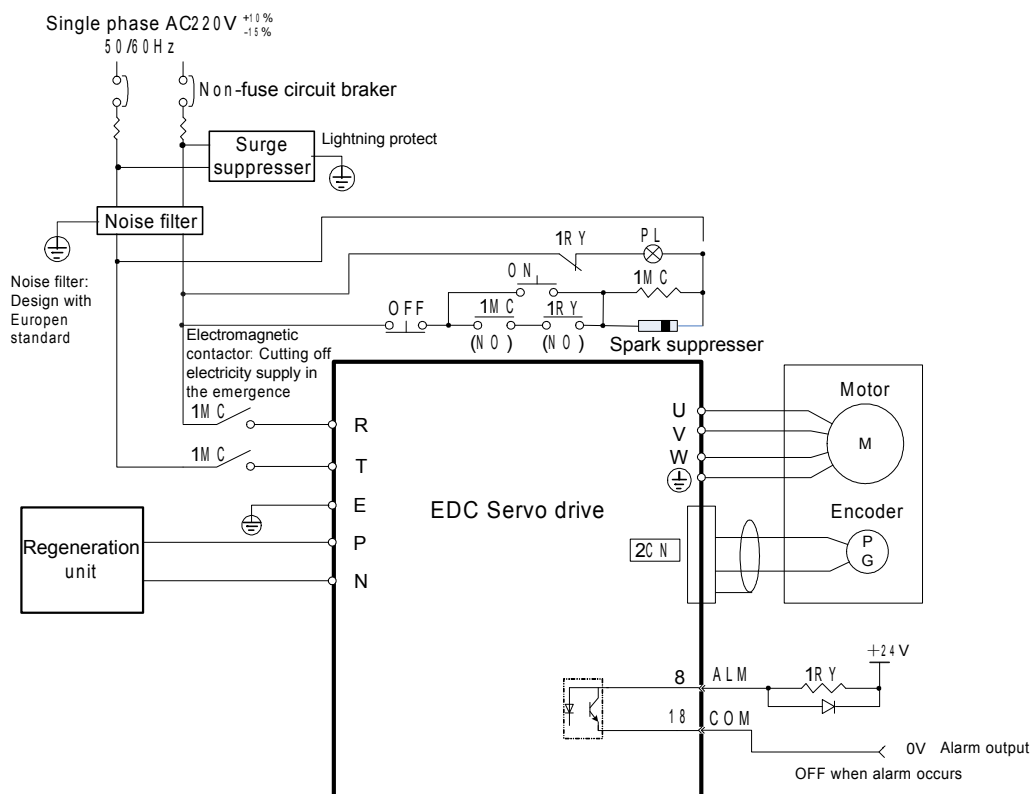 Single phase AC220V +10%
-15%
50/60Hz
Non-fuse circuit braker
Surge
suppresser
Lightning protect
Noise filter
Noise filter:
Design with
Europen
standard
1RY
PL
ON
1MC
OFF
1MC
1RY
(NO)
(NO)
Spark suppresser
Electromagnetic
contactor: Cutting off
electricity supply in
the emergence
1MC
1MC
R
T
E
P
N
EDC Servo drive
U
V
W
Motor
M
Encoder
P
G
2CN
Regeneration
unit
+24V
8
ALM
1RY
18
COM
0V
Alarm output
OFF when alarm occurs